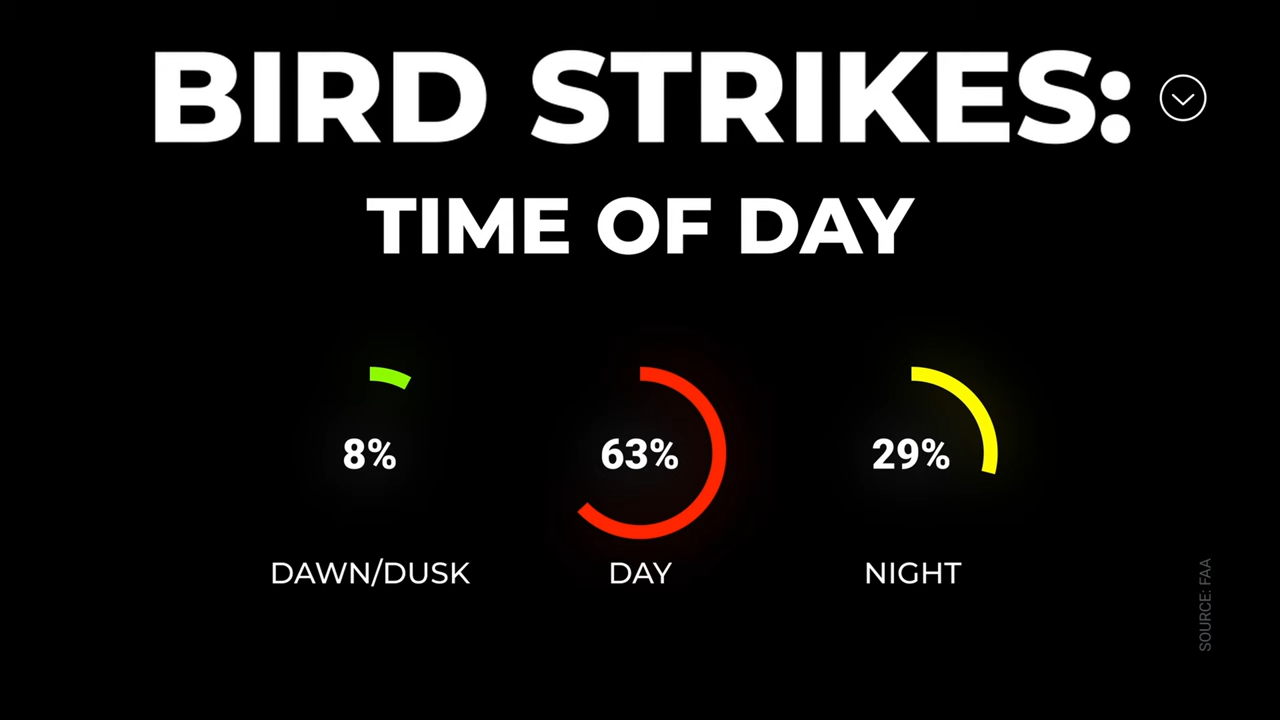 BIRD STRIKES:
TIME OF DAY
8%
63%
29%
DAWN/DUSK
DAY
NIGHT
SOURCE: FAA